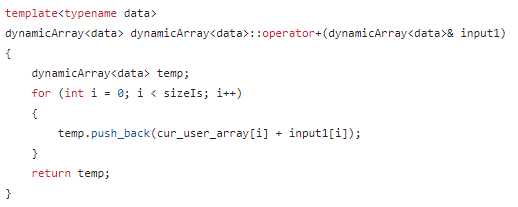 template<typename data>
dynamicArray<data> dynamicArray<data>::operator+(dynamicArray<data>& input1)
{
    dynamicArray<data> temp;
    for (int i = 0; i < sizeIs; i++)
    {
        temp.push_back(cur_user_array[i] + input1[i]);
    }
    return temp;
}